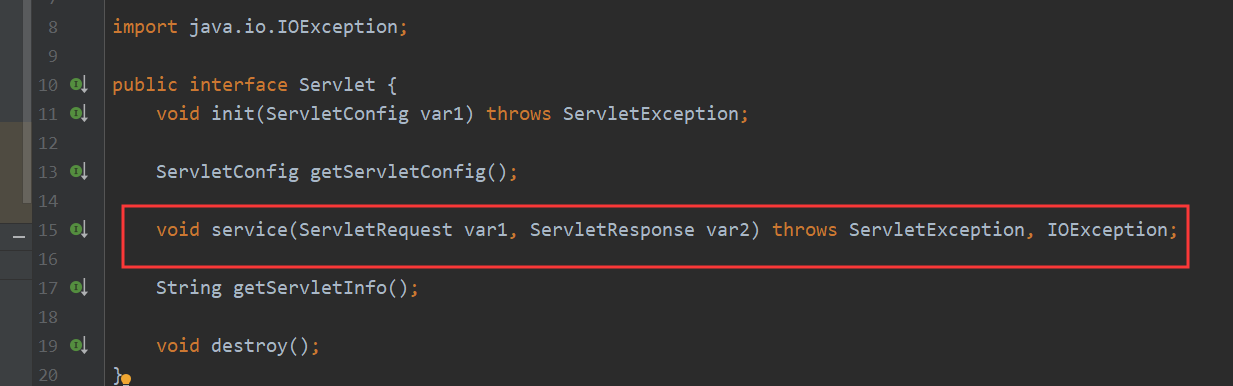 7
8 import java.io.IOException;
9
10 public interface Servlet {
11 void init(ServletConfig var1) throws ServletException;
12
13 ServletConfig getServletConfig();
14
15 void service(ServletRequest var1, ServletResponse var2) throws ServletException, IOException;
16
17 String getServletInfo();
18
19 void destroy();
20 }